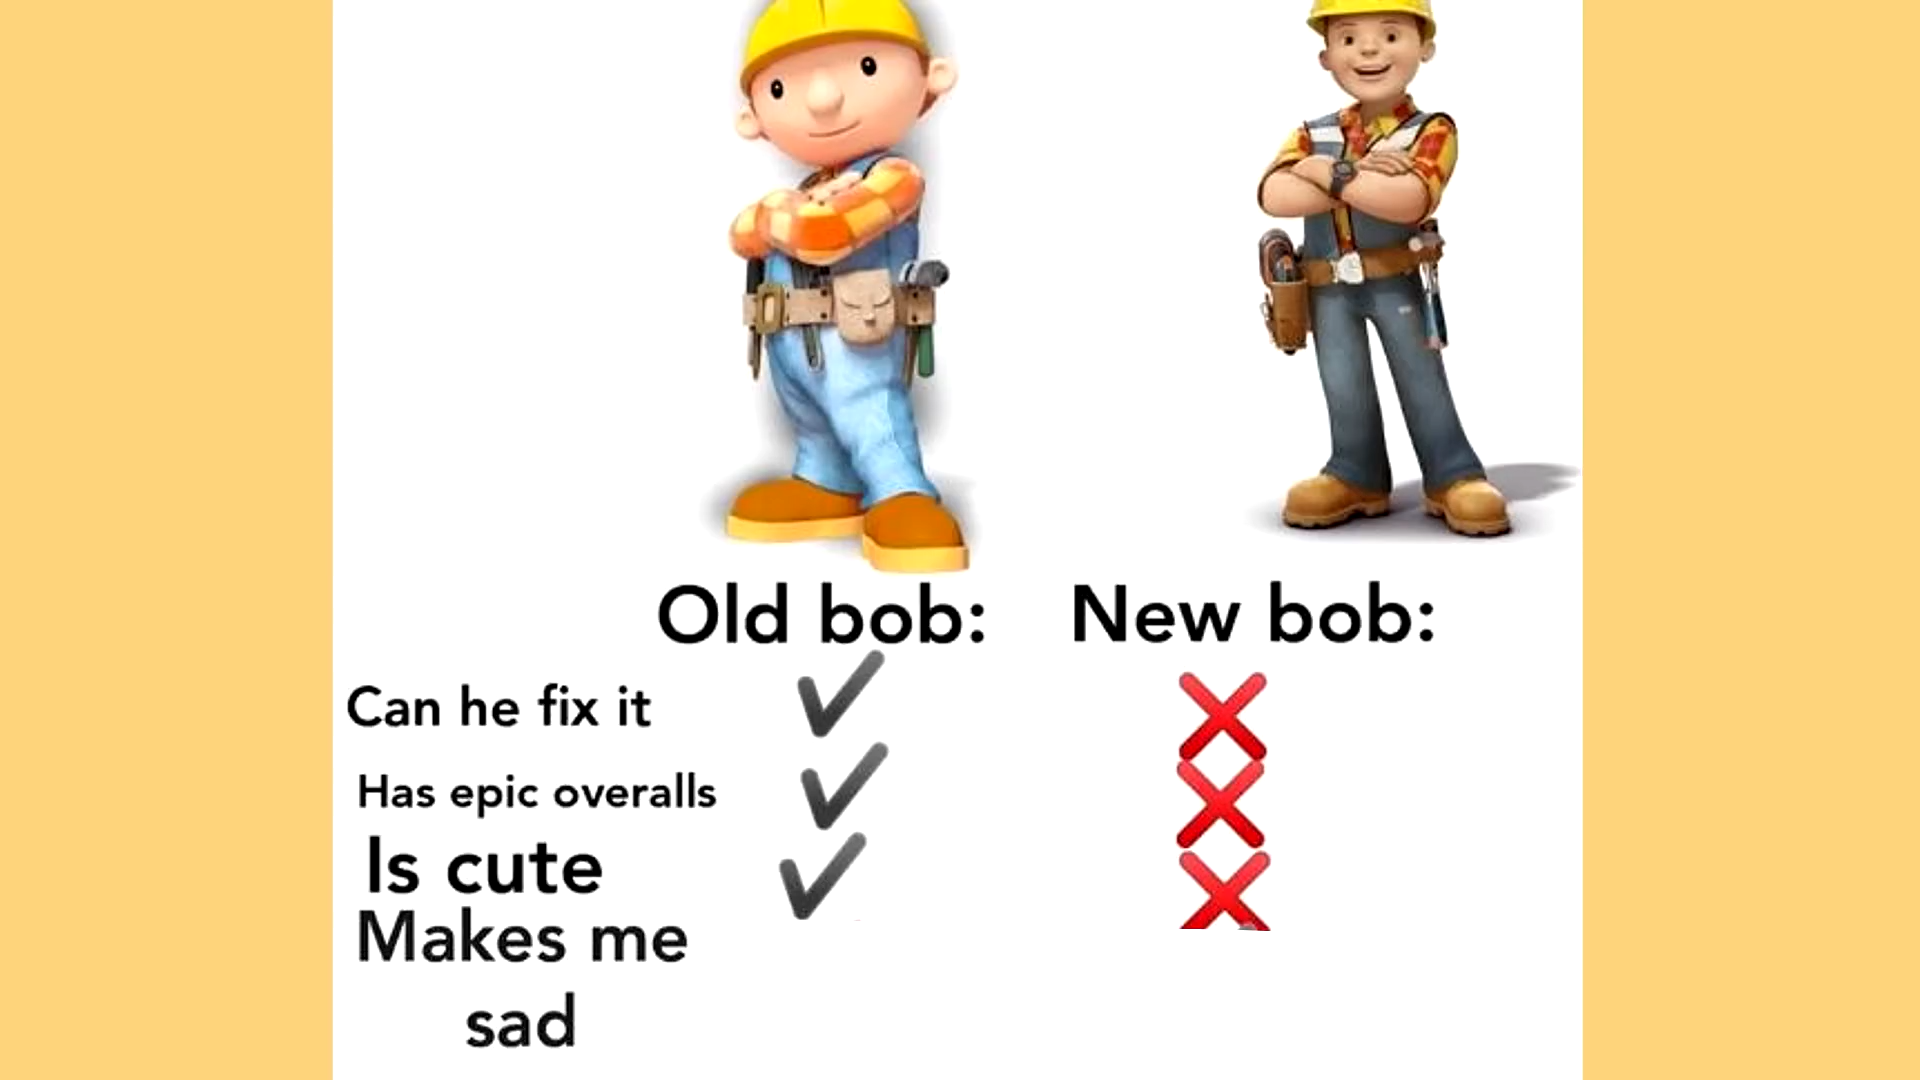 Old bob: New bob:
Can he fix it
Has epic overalls
Is cute
Makes me
sad